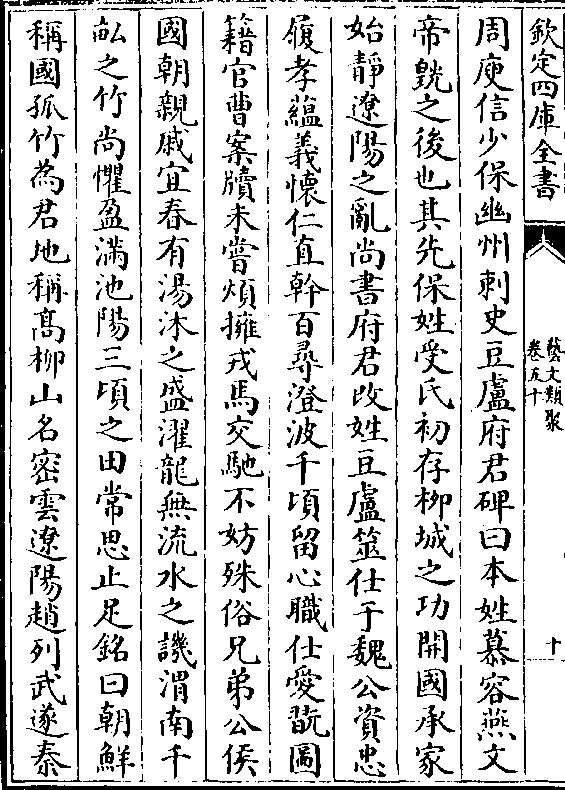 欽定四庫全書
藝文類聚
卷五十
十
周庾信少保幽州刺史豆盧府君碑曰本姓慕容燕文
帝皝之後也其先保姓受氏初存柳城之功開國承家
始靜遼陽之亂尚書府君改姓豆盧筮仕于魏公資忠
履孝蘊義懷仁直幹百尋澄波千頃留心職仕愛翫圖
籍官曹案牘未嘗煩擁戎馬交馳不妨殊俗兄弟公侯
國朝親戚宜春有湯沐之盛濯龍無流水之譏渭南千
畝之竹尚懼盈滿池陽三頃之田常思止足銘曰朝鮮
稱國孤竹為君地稱髙柳山名密雲遼陽趙列武遂秦